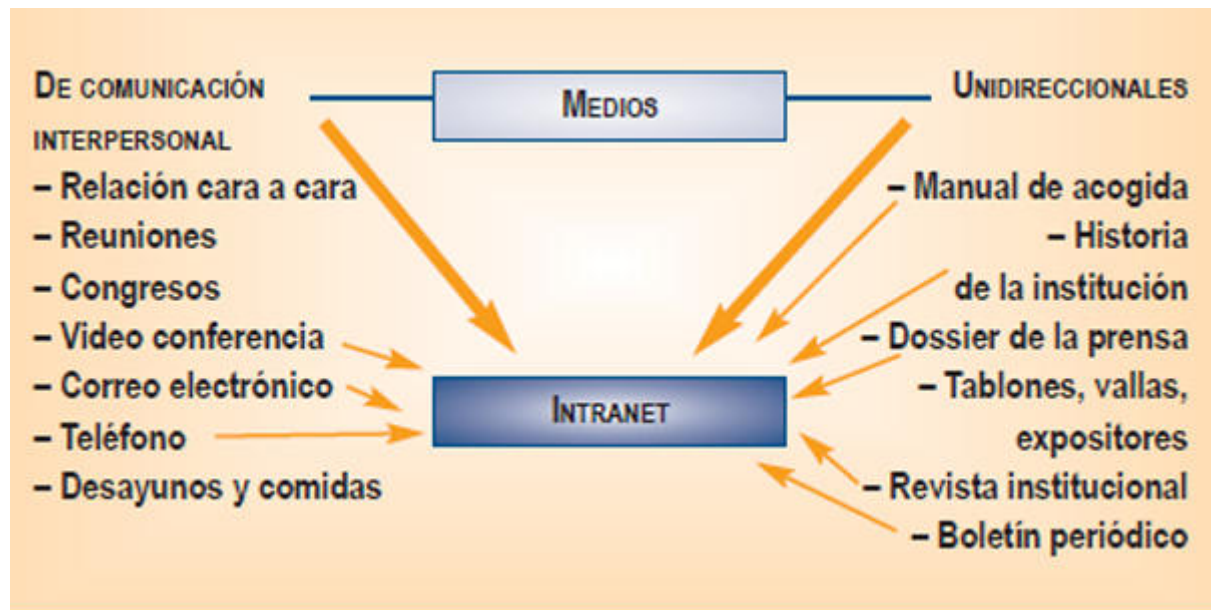 DE COMUNICACIÓN
INTERPERSONAL
– Relación cara a cara
– Reuniones
– Congresos
– Video conferencia
– Correo electrónico
– Teléfono
– Desayunos y comidas
MEDIOS
INTRANET
UNIDIRECCIONALES
– Manual de acogida
– Historia
de la institución
– Dossier de la prensa
– Tablones, vallas,
expositores
– Revista institucional
– Boletín periódico